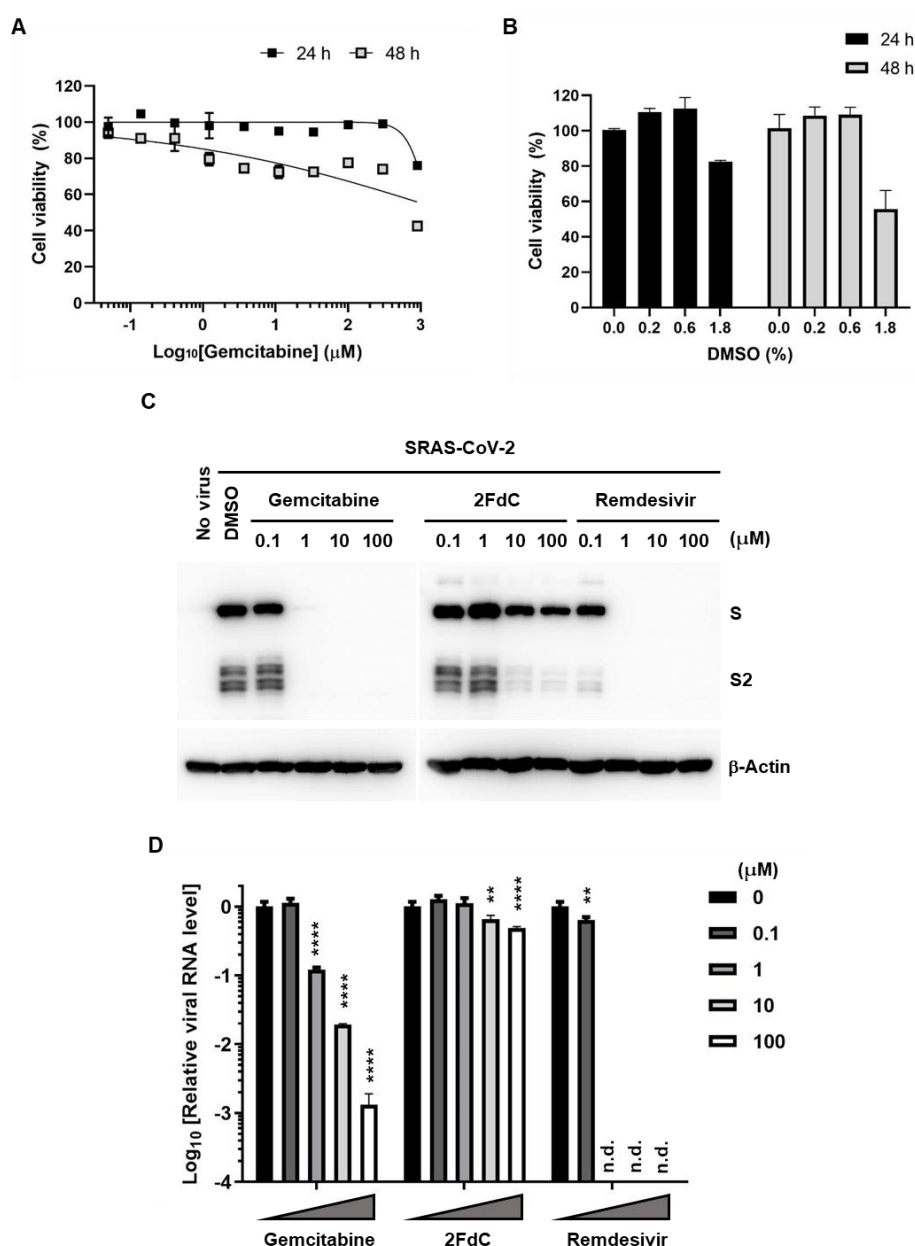 A
24 h
48 h
Cell viability (%)
120
100
80
60
40
20
0
-1 0 1 2 3
Log10[Gemcitabine] (μM)
B
24 h
48 h
Cell viability (%)
120
100
80
60
40
20
0
0.0 0.2 0.6 1.8 0.0 0.2 0.6 1.8
DMSO (%)
C
SRAS-CoV-2
No virus
DMSO
Gemcitabine 2FdC Remdesivir
0.1 1 10 100 0.1 1 10 100 0.1 1 10 100 (μM)
S
S2
β-Actin
D
Log10 [Relative viral RNA level]
0
-1
-2
-3
-4
****
****
****
**
****
**
n.d.
n.d.
n.d.
Gemcitabine 2FdC Remdesivir
(μM)
0
0.1
1
10
100